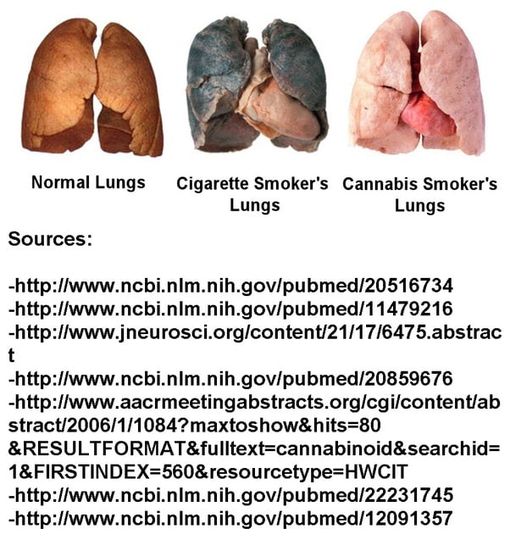 Normal Lungs Cigarette Smoker's Cannabis Smoker's
Lungs Lungs
Sources:
-http://www.ncbi.nlm.nih.gov/pubmed/20516734
-http://www.ncbi.nlm.nih.gov/pubmed/11479216
-http://www.jneurosci.org/content/21/17/6475.abstrac
t
-http://www.ncbi.nlm.nih.gov/pubmed/20859676
-http://www.aacrmeetingabstracts.org/cgi/content/ab
stract/2006/1/1084?maxtoshow&hits=80
&RESULTFORMAT&fulltext=cannabinoid&searchid=
1&FIRSTINDEX=560&resourcetype=HWCIT
-http://www.ncbi.nlm.nih.gov/pubmed/22231745
-http://www.ncbi.nlm.nih.gov/pubmed/12091357